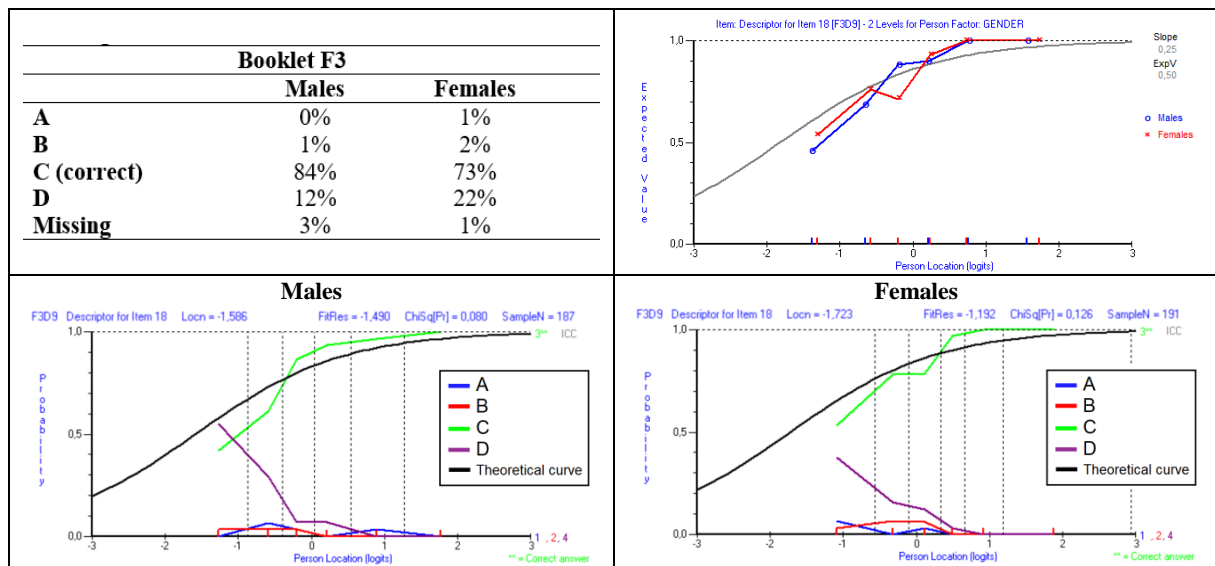 Booklet F3
Males Females
A 0% 1%
B 1% 2%
C (correct) 84% 73%
D 12% 22%
Missing 3% 1%
Item: Descriptor for Item 18 [F3D9] - 2 Levels for Person Factor: GENDER
Slope
0,25
ExpV
0,50
Males
Females
Expected Value
1,0
0,5
0,0
-3 -2 -1 0 1 2 3
Person Location (logits)
Males
F3D9 Descriptor for Item 18 Locn = -1,586 FitRes = -1,490 ChiSq[Pr] = 0,080 SampleN = 187
Probability
1,0
0,5
0,0
3** ICC
A
B
C
D
Theoretical curve
1 , 2, 4
-3 -2 -1 0 1 2 3
Person Location (logits)
** = Correct answer
Females
F3D9 Descriptor for Item 18 Locn = -1,723 FitRes = -1,192 ChiSq[Pr] = 0,126 SampleN = 191
Probability
1,0
0,5
0,0
3** ICC
A
B
C
D
Theoretical curve
1 , 2, 4
-3 -2 -1 0 1 2 3
Person Location (logits)
** = Correct answer